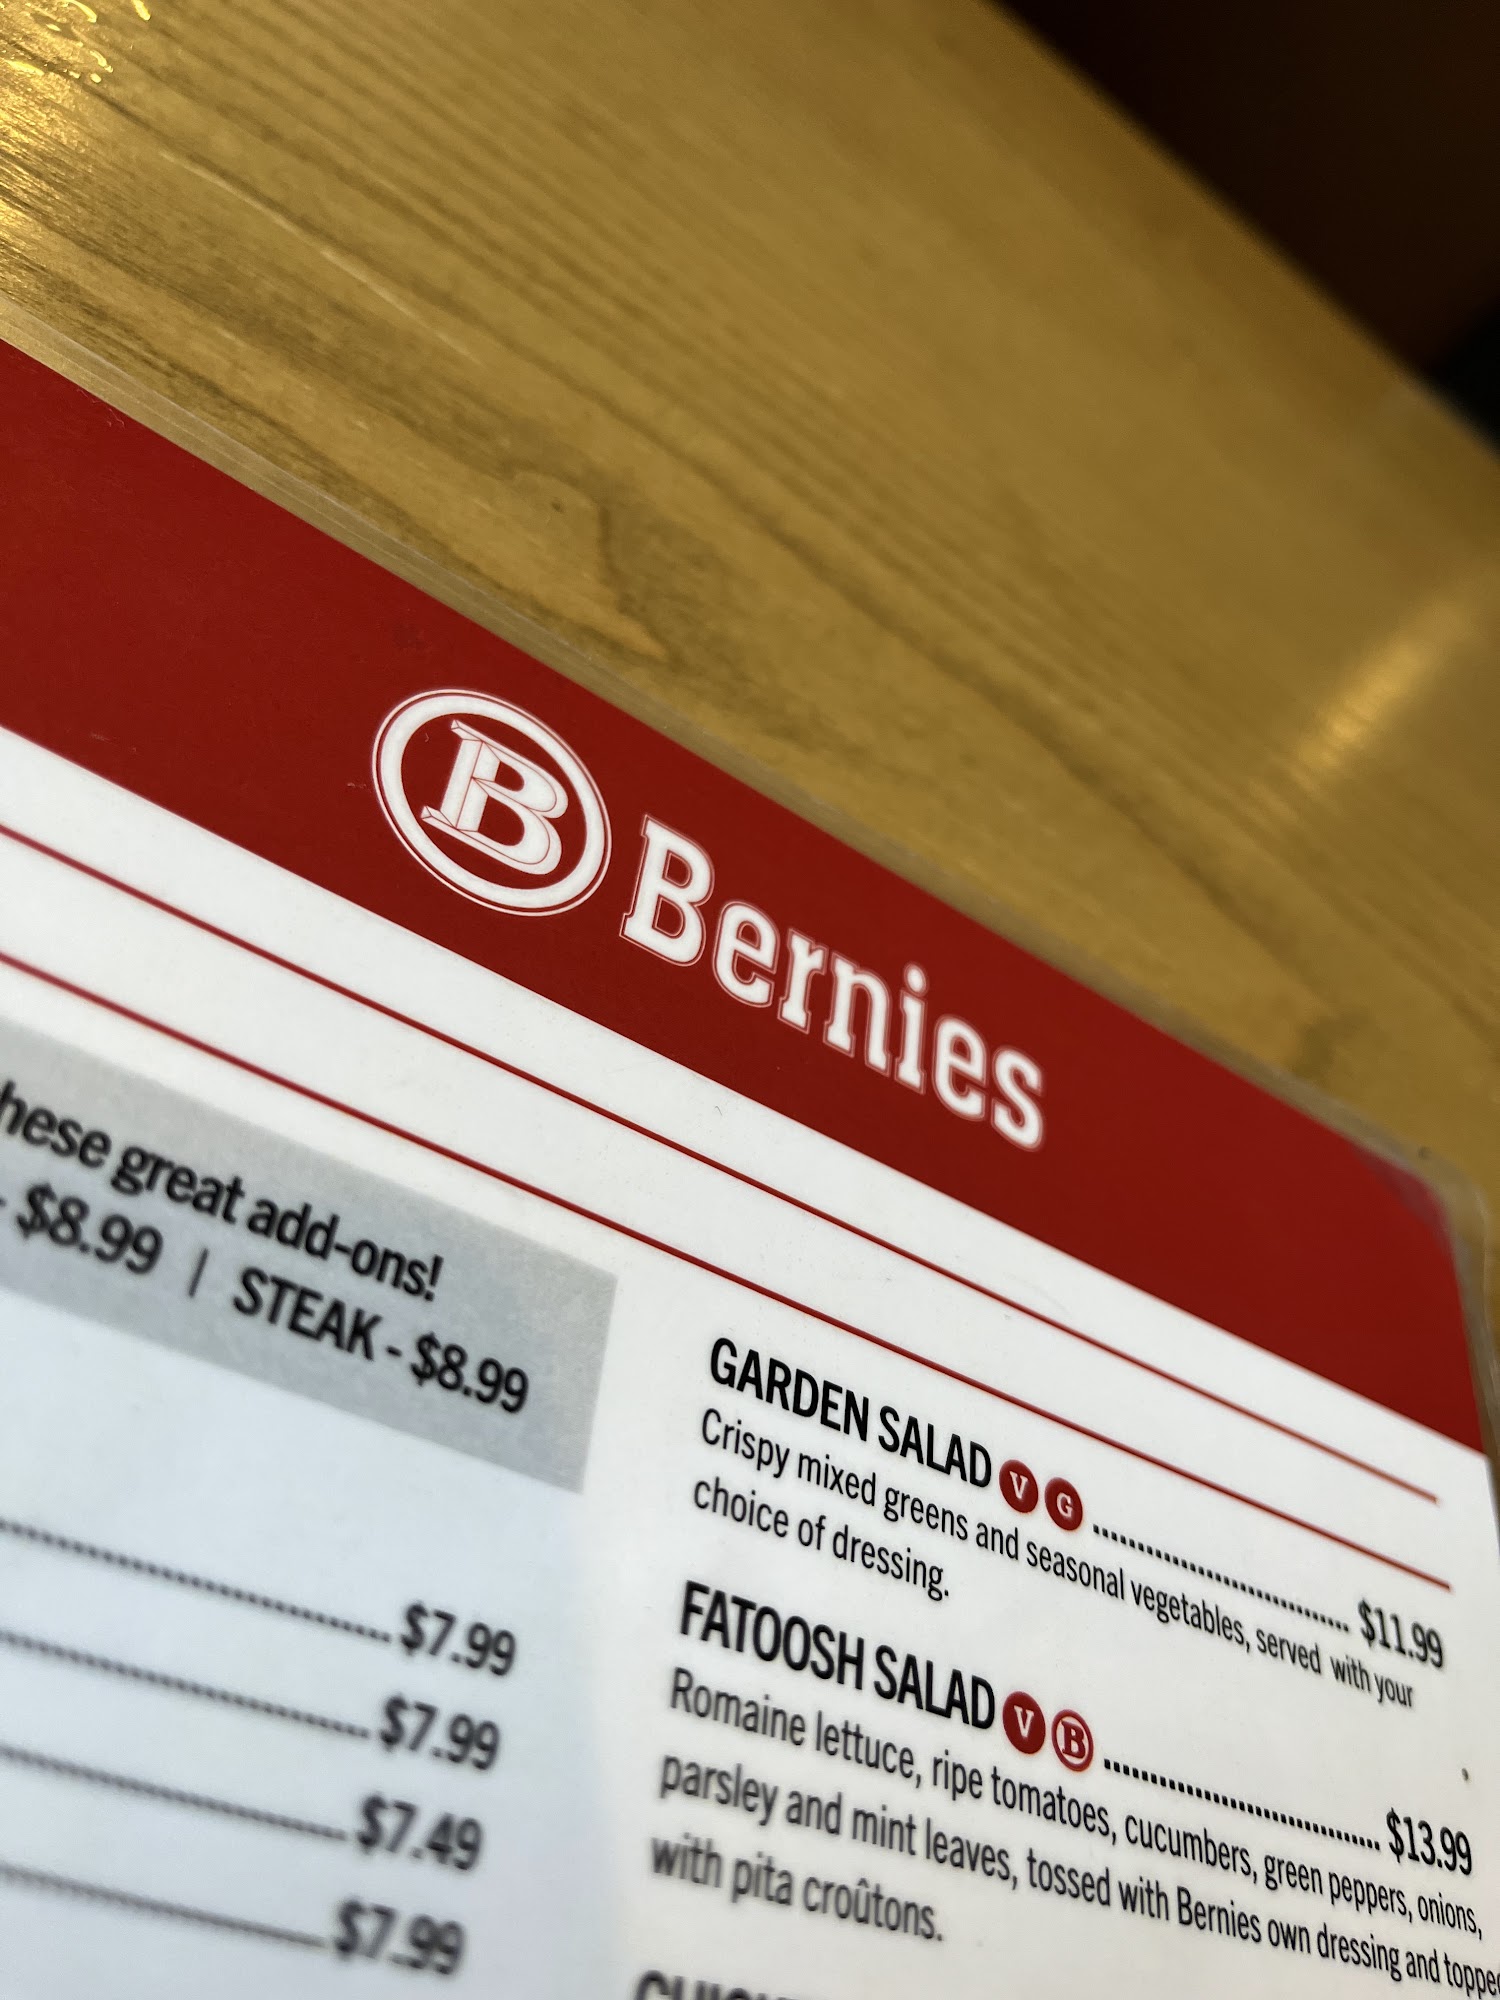 B Bernies
hese great add-ons!
- $8.99 | STEAK - $8.99
$7.99
$7.99
$7.49
$7.99
GARDEN SALAD V G ........................ $11.99
Crispy mixed greens and seasonal vegetables, served with your
choice of dressing.
FATOOSH SALAD V B ........................ $13.99
Romaine lettuce, ripe tomatoes, cucumbers, green peppers, onions,
parsley and mint leaves, tossed with Bernies own dressing and topped
with pita croûtons.